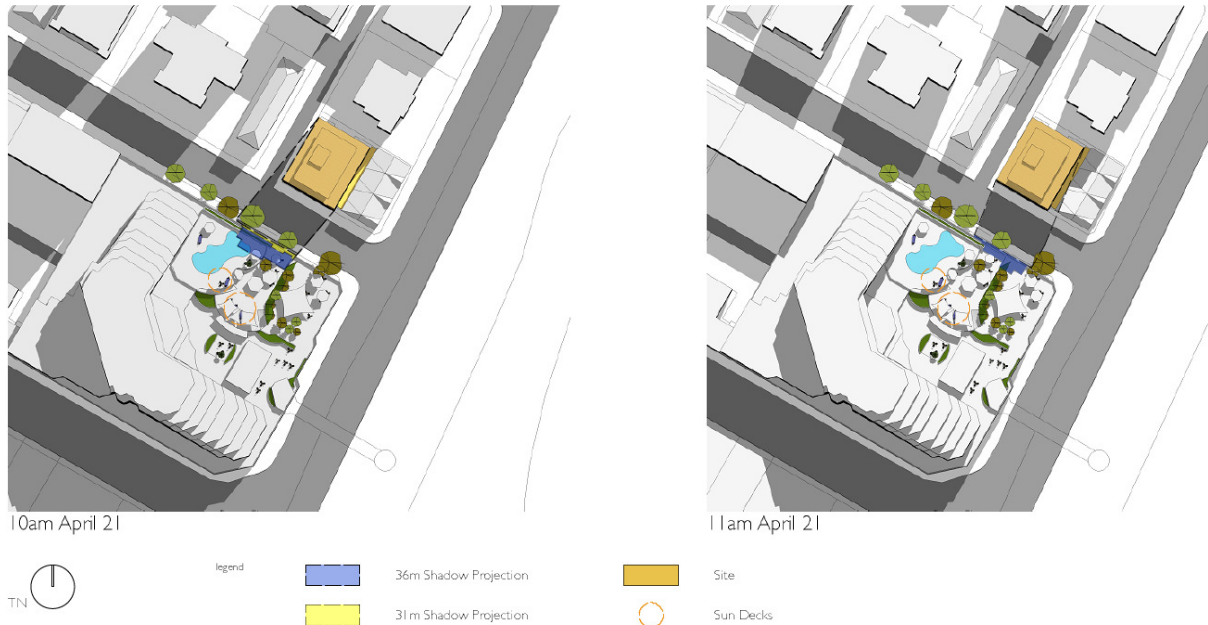 10am April 21
11am April 21
TN
legend
36m Shadow Projection
Site
31m Shadow Projection
Sun Decks